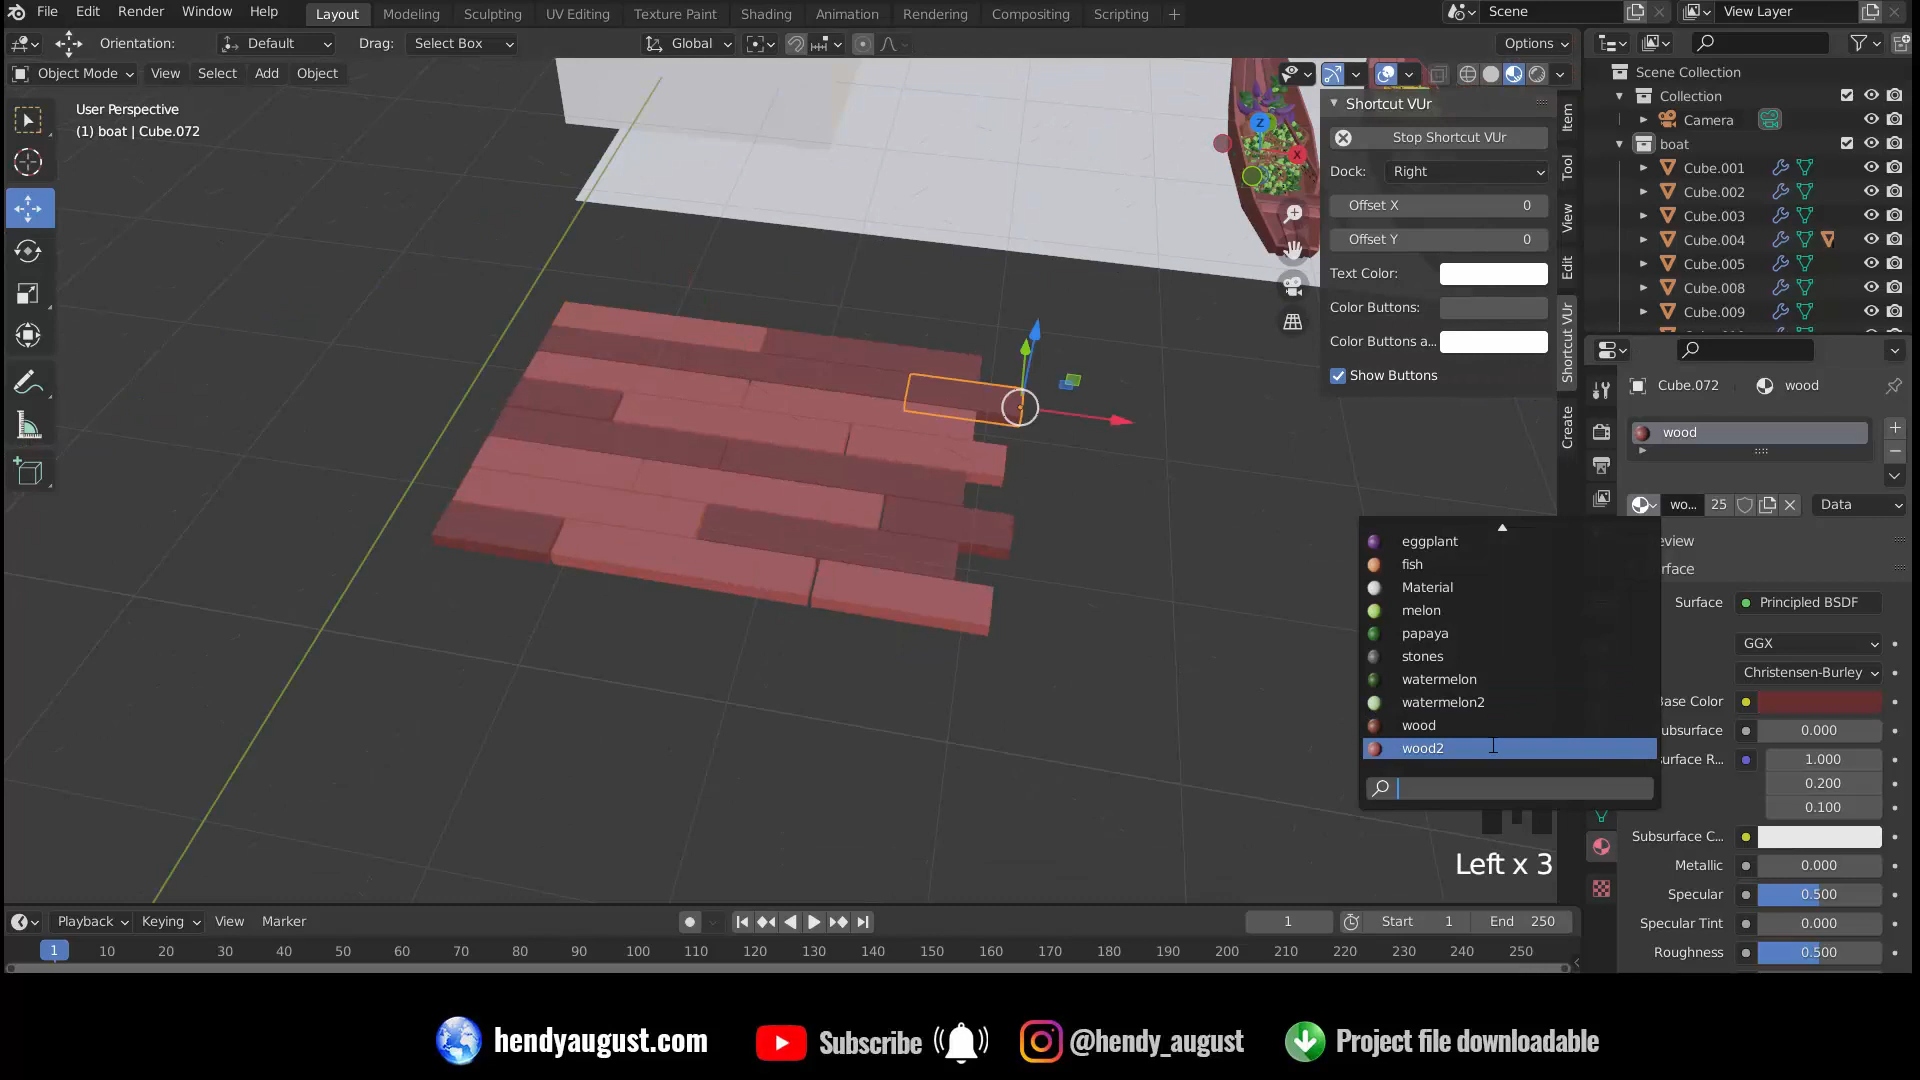 File Edit Render Window Help Layout Modeling Sculpting UV Editing Texture Paint Shading Animation Rendering Compositing Scripting + Scene View Layer
Orientation: Default Drag: Select Box Global Options
Object Mode View Select Add Object
User Perspective
(1) boat | Cube.072
Shortcut VUr
Stop Shortcut VUr
Dock: Right
Offset X 0
Offset Y 0
Text Color:
Color Buttons:
Color Buttons a...
Show Buttons
Item
Tool
View
Edit
Shortcut VUr
Create
Z
X
Scene Collection
Collection
Camera
boat
Cube.001
Cube.002
Cube.003
Cube.004
Cube.005
Cube.008
Cube.009
Cube.072 wood
wood
wo... 25 Data
eview
rface
Surface Principled BSDF
GGX
Christensen-Burley
Base Color
ubsurface 0.000
urface R... 1.000
0.200
0.100
Subsurface C...
Metallic 0.000
Specular 0.500
Specular Tint 0.000
Roughness 0.500
eggplant
fish
Material
melon
papaya
stones
watermelon
watermelon2
wood
wood2
Left x 3
Playback Keying View Marker 1 Start 1 End 250
1 10 20 30 40 50 60 70 80 90 100 110 120 130 140 150 160 170 180 190 200 210 220 230 240 250
hendyaugust.com Subscribe @hendy_august Project file downloadable